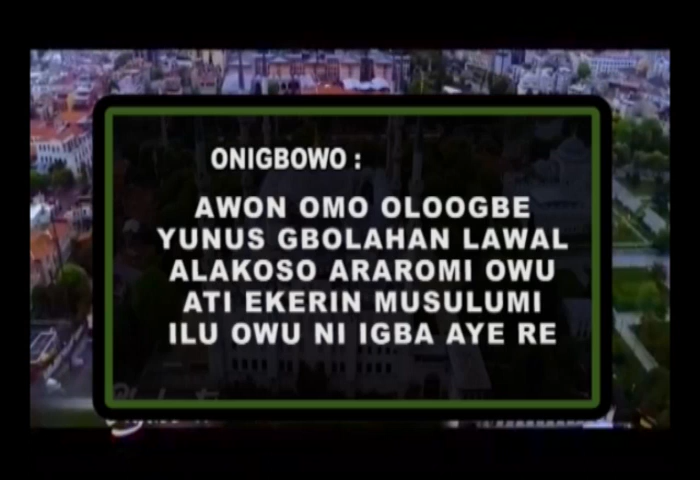 ONIGBOWO :
AWON OMO OLOOGBE
YUNUS GBOLAHAN LAWAL
ALAKOSO ARAROMI OWU
ATI EKERIN MUSULUMI
ILU OWU NI IGBA AYE RE